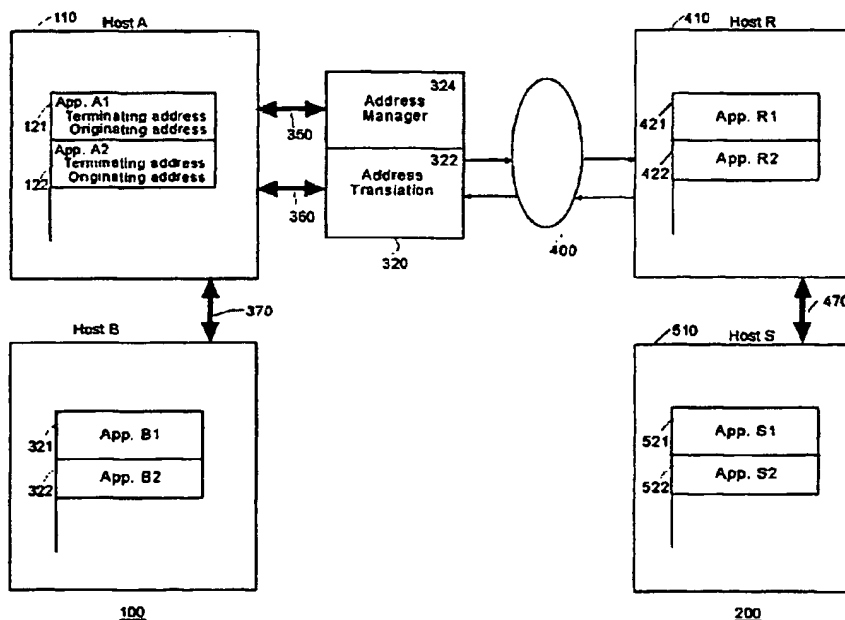 110
Host A
App. A1
Terminating address
Originating address
121
App. A2
Terminating address
Originating address
122
350
360
324
Address
Manager
322
Address
Translation
320
400
410
Host R
421
App. R1
422
App. R2
370
470
Host B
321
App. B1
322
App. B2
100
510
Host S
521
App. S1
522
App. S2
200